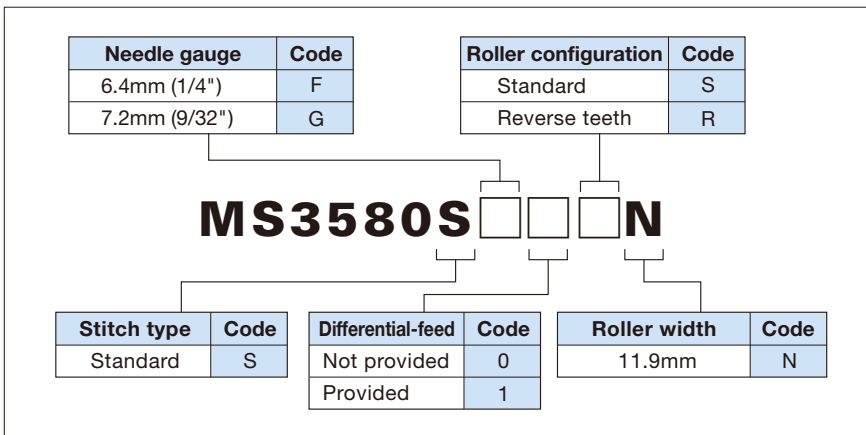 Needle gauge Code
6.4mm (1/4") F
7.2mm (9/32") G
Roller configuration Code
Standard S
Reverse teeth R
MS3580S□□□N
Stitch type Code
Standard S
Differential-feed Code
Not provided 0
Provided 1
Roller width Code
11.9mm N